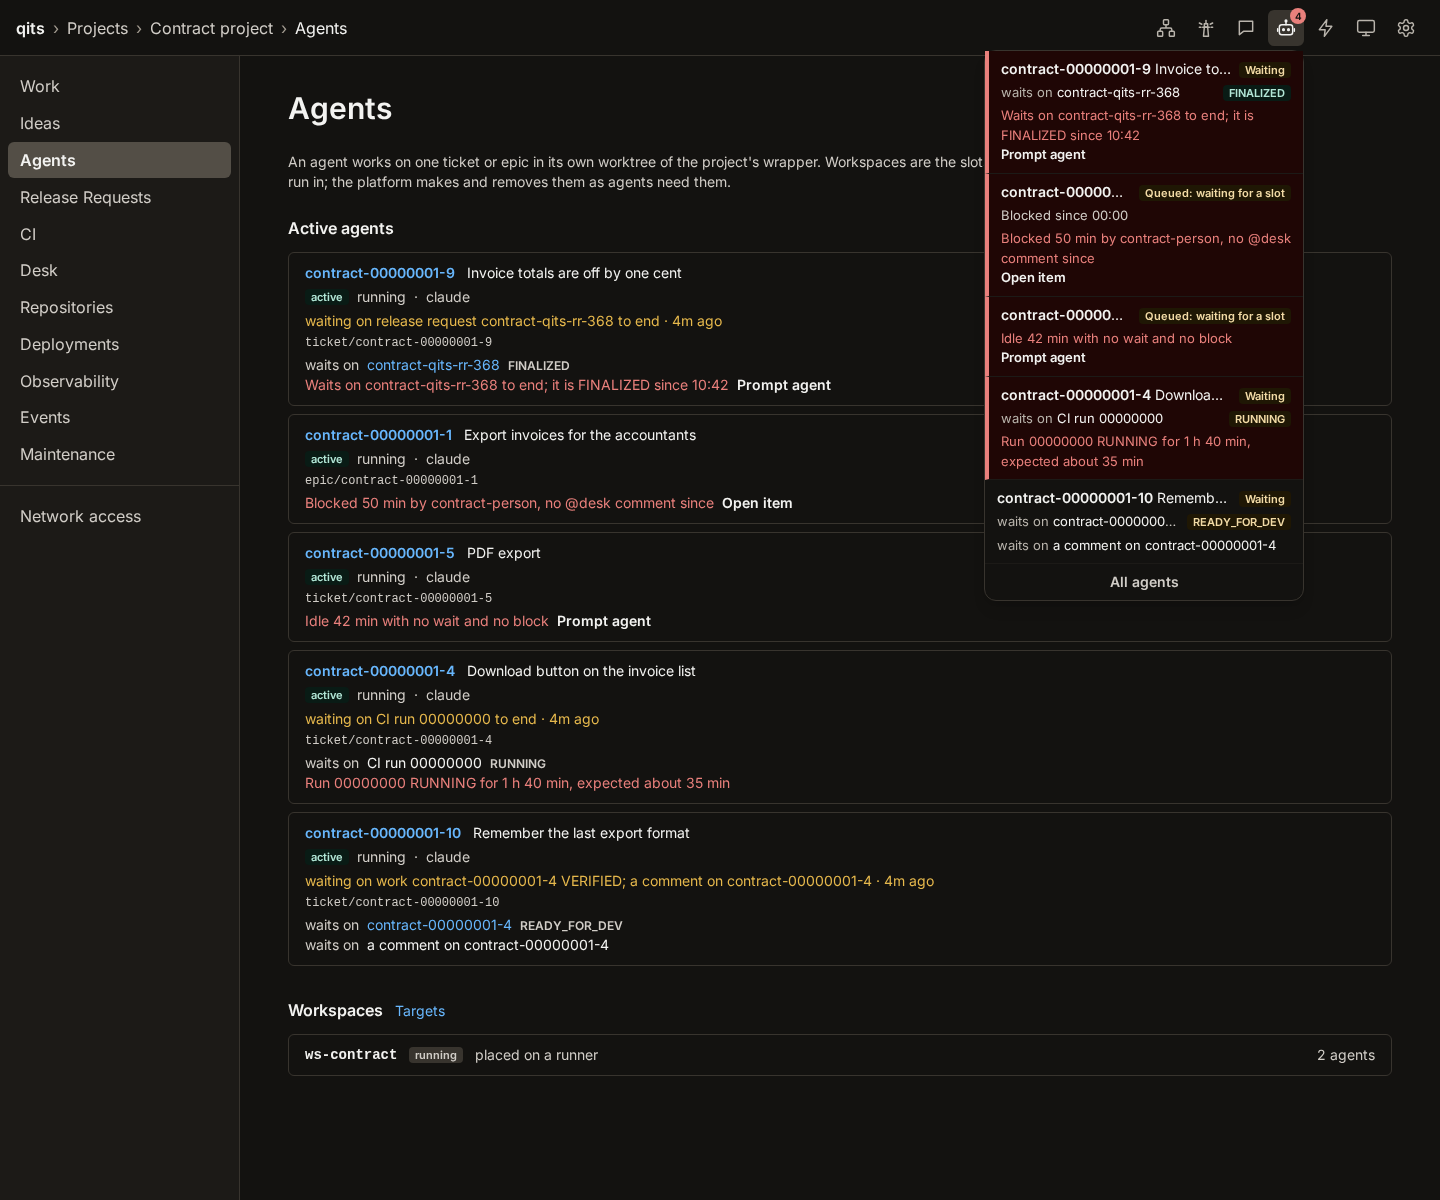 qits › Projects › Contract project › Agents
4
Work
Ideas
Agents
Release Requests
CI
Desk
Repositories
Deployments
Observability
Events
Maintenance
Network access
Agents
An agent works on one ticket or epic in its own worktree of the project's wrapper. Workspaces are the slot
run in; the platform makes and removes them as agents need them.
Active agents
contract-00000001-9 Invoice totals are off by one cent
active running · claude
waiting on release request contract-qits-rr-368 to end · 4m ago
ticket/contract-00000001-9
waits on contract-qits-rr-368 FINALIZED
Waits on contract-qits-rr-368 to end; it is FINALIZED since 10:42 Prompt agent
contract-00000001-1 Export invoices for the accountants
active running · claude
epic/contract-00000001-1
Blocked 50 min by contract-person, no @desk comment since Open item
contract-00000001-5 PDF export
active running · claude
ticket/contract-00000001-5
Idle 42 min with no wait and no block Prompt agent
contract-00000001-4 Download button on the invoice list
active running · claude
waiting on CI run 00000000 to end · 4m ago
ticket/contract-00000001-4
waits on CI run 00000000 RUNNING
Run 00000000 RUNNING for 1 h 40 min, expected about 35 min
contract-00000001-10 Remember the last export format
active running · claude
waiting on work contract-00000001-4 VERIFIED; a comment on contract-00000001-4 · 4m ago
ticket/contract-00000001-10
waits on contract-00000001-4 READY_FOR_DEV
waits on a comment on contract-00000001-4
Workspaces Targets
ws-contract running placed on a runner 2 agents
contract-00000001-9 Invoice to... Waiting
waits on contract-qits-rr-368 FINALIZED
Waits on contract-qits-rr-368 to end; it is
FINALIZED since 10:42
Prompt agent
contract-00000... Queued: waiting for a slot
Blocked since 00:00
Blocked 50 min by contract-person, no @desk
comment since
Open item
contract-00000... Queued: waiting for a slot
Idle 42 min with no wait and no block
Prompt agent
contract-00000001-4 Downloa... Waiting
waits on CI run 00000000 RUNNING
Run 00000000 RUNNING for 1 h 40 min,
expected about 35 min
contract-00000001-10 Rememb... Waiting
waits on contract-0000000... READY_FOR_DEV
waits on a comment on contract-00000001-4
All agents